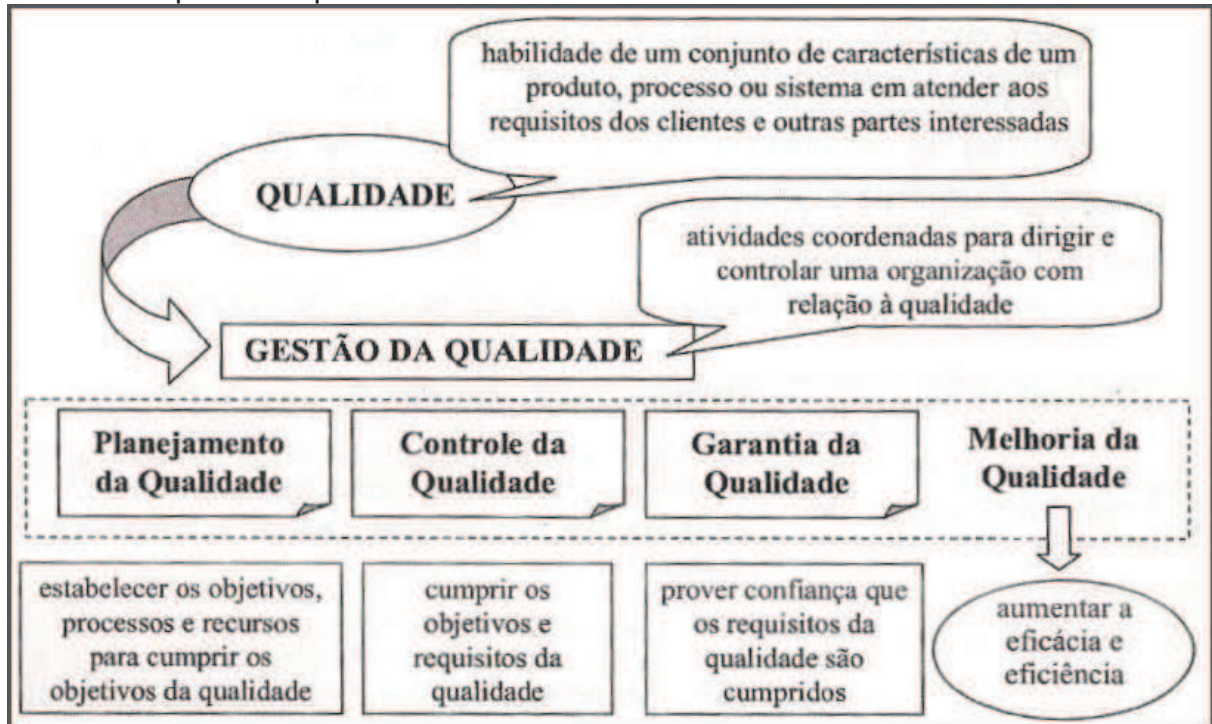 habilidade de um conjunto de características de um
produto, processo ou sistema em atender aos
requisitos dos clientes e outras partes interessadas
QUALIDADE
atividades coordenadas para dirigir e
controlar uma organização com
relação à qualidade
GESTÃO DA QUALIDADE
Planejamento
da Qualidade
Controle da
Qualidade
Garantia da
Qualidade
Melhoria da
Qualidade
estabelecer os objetivos,
processos e recursos
para cumprir os
objetivos da qualidade
cumprir os
objetivos e
requisitos da
qualidade
prover confiança que
os requisitos da
qualidade são
cumpridos
aumentar a
eficácia e
eficiência